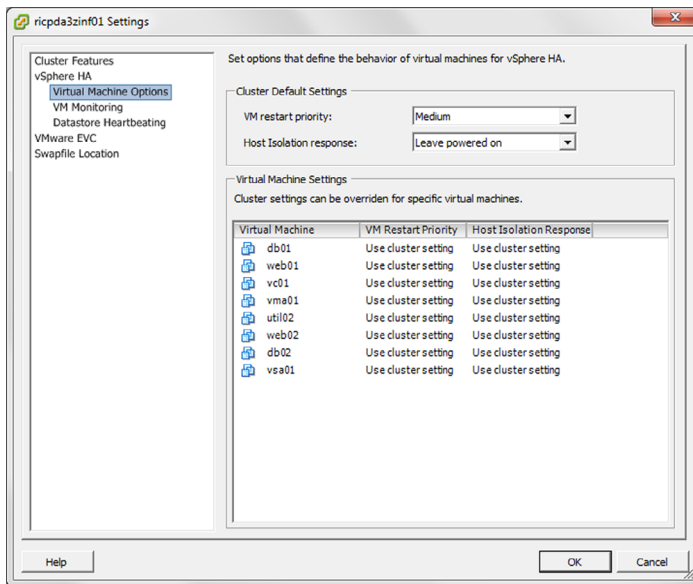 ricpda3zinf01 Settings
Cluster Features
vSphere HA
Virtual Machine Options
VM Monitoring
Datastore Heartbeating
VMware EVC
Swapfile Location
Set options that define the behavior of virtual machines for vSphere HA.
Cluster Default Settings
VM restart priority: Medium
Host Isolation response: Leave powered on
Virtual Machine Settings
Cluster settings can be overriden for specific virtual machines.
Virtual Machine VM Restart Priority Host Isolation Response
db01 Use cluster setting Use cluster setting
web01 Use cluster setting Use cluster setting
vc01 Use cluster setting Use cluster setting
vma01 Use cluster setting Use cluster setting
util02 Use cluster setting Use cluster setting
web02 Use cluster setting Use cluster setting
db02 Use cluster setting Use cluster setting
vsa01 Use cluster setting Use cluster setting
Help OK Cancel